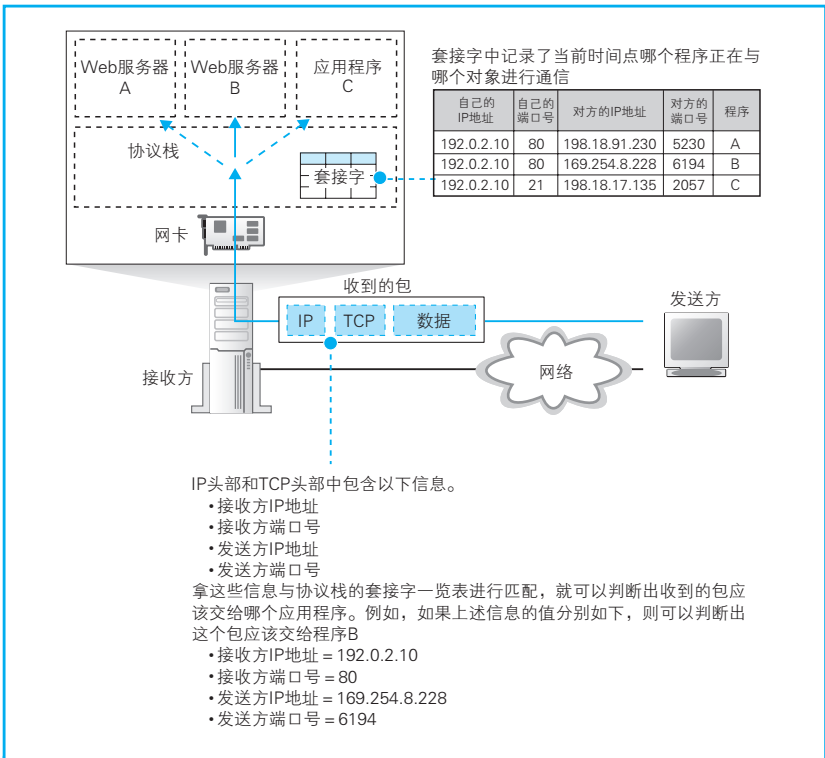 Web服务器
A
Web服务器
B
应用程序
C
协议栈
套接字
网卡
套接字中记录了当前时间点哪个程序正在与
哪个对象进行通信
自己的
IP地址
自己的
端口号
对方的IP地址
对方的
端口号
程序
192.0.2.10 80 198.18.91.230 5230 A
192.0.2.10 80 169.254.8.228 6194 B
192.0.2.10 21 198.18.17.135 2057 C
收到的包
IP TCP 数据
发送方
接收方
网络
IP头部和TCP头部中包含以下信息。
•接收方IP地址
•接收方端口号
•发送方IP地址
•发送方端口号
拿这些信息与协议栈的套接字一览表进行匹配，就可以判断出收到的包应
该交给哪个应用程序。例如，如果上述信息的值分别如下，则可以判断出
这个包应该交给程序B
•接收方IP地址 = 192.0.2.10
•接收方端口号 = 80
•发送方IP地址 = 169.254.8.228
•发送方端口号 = 6194